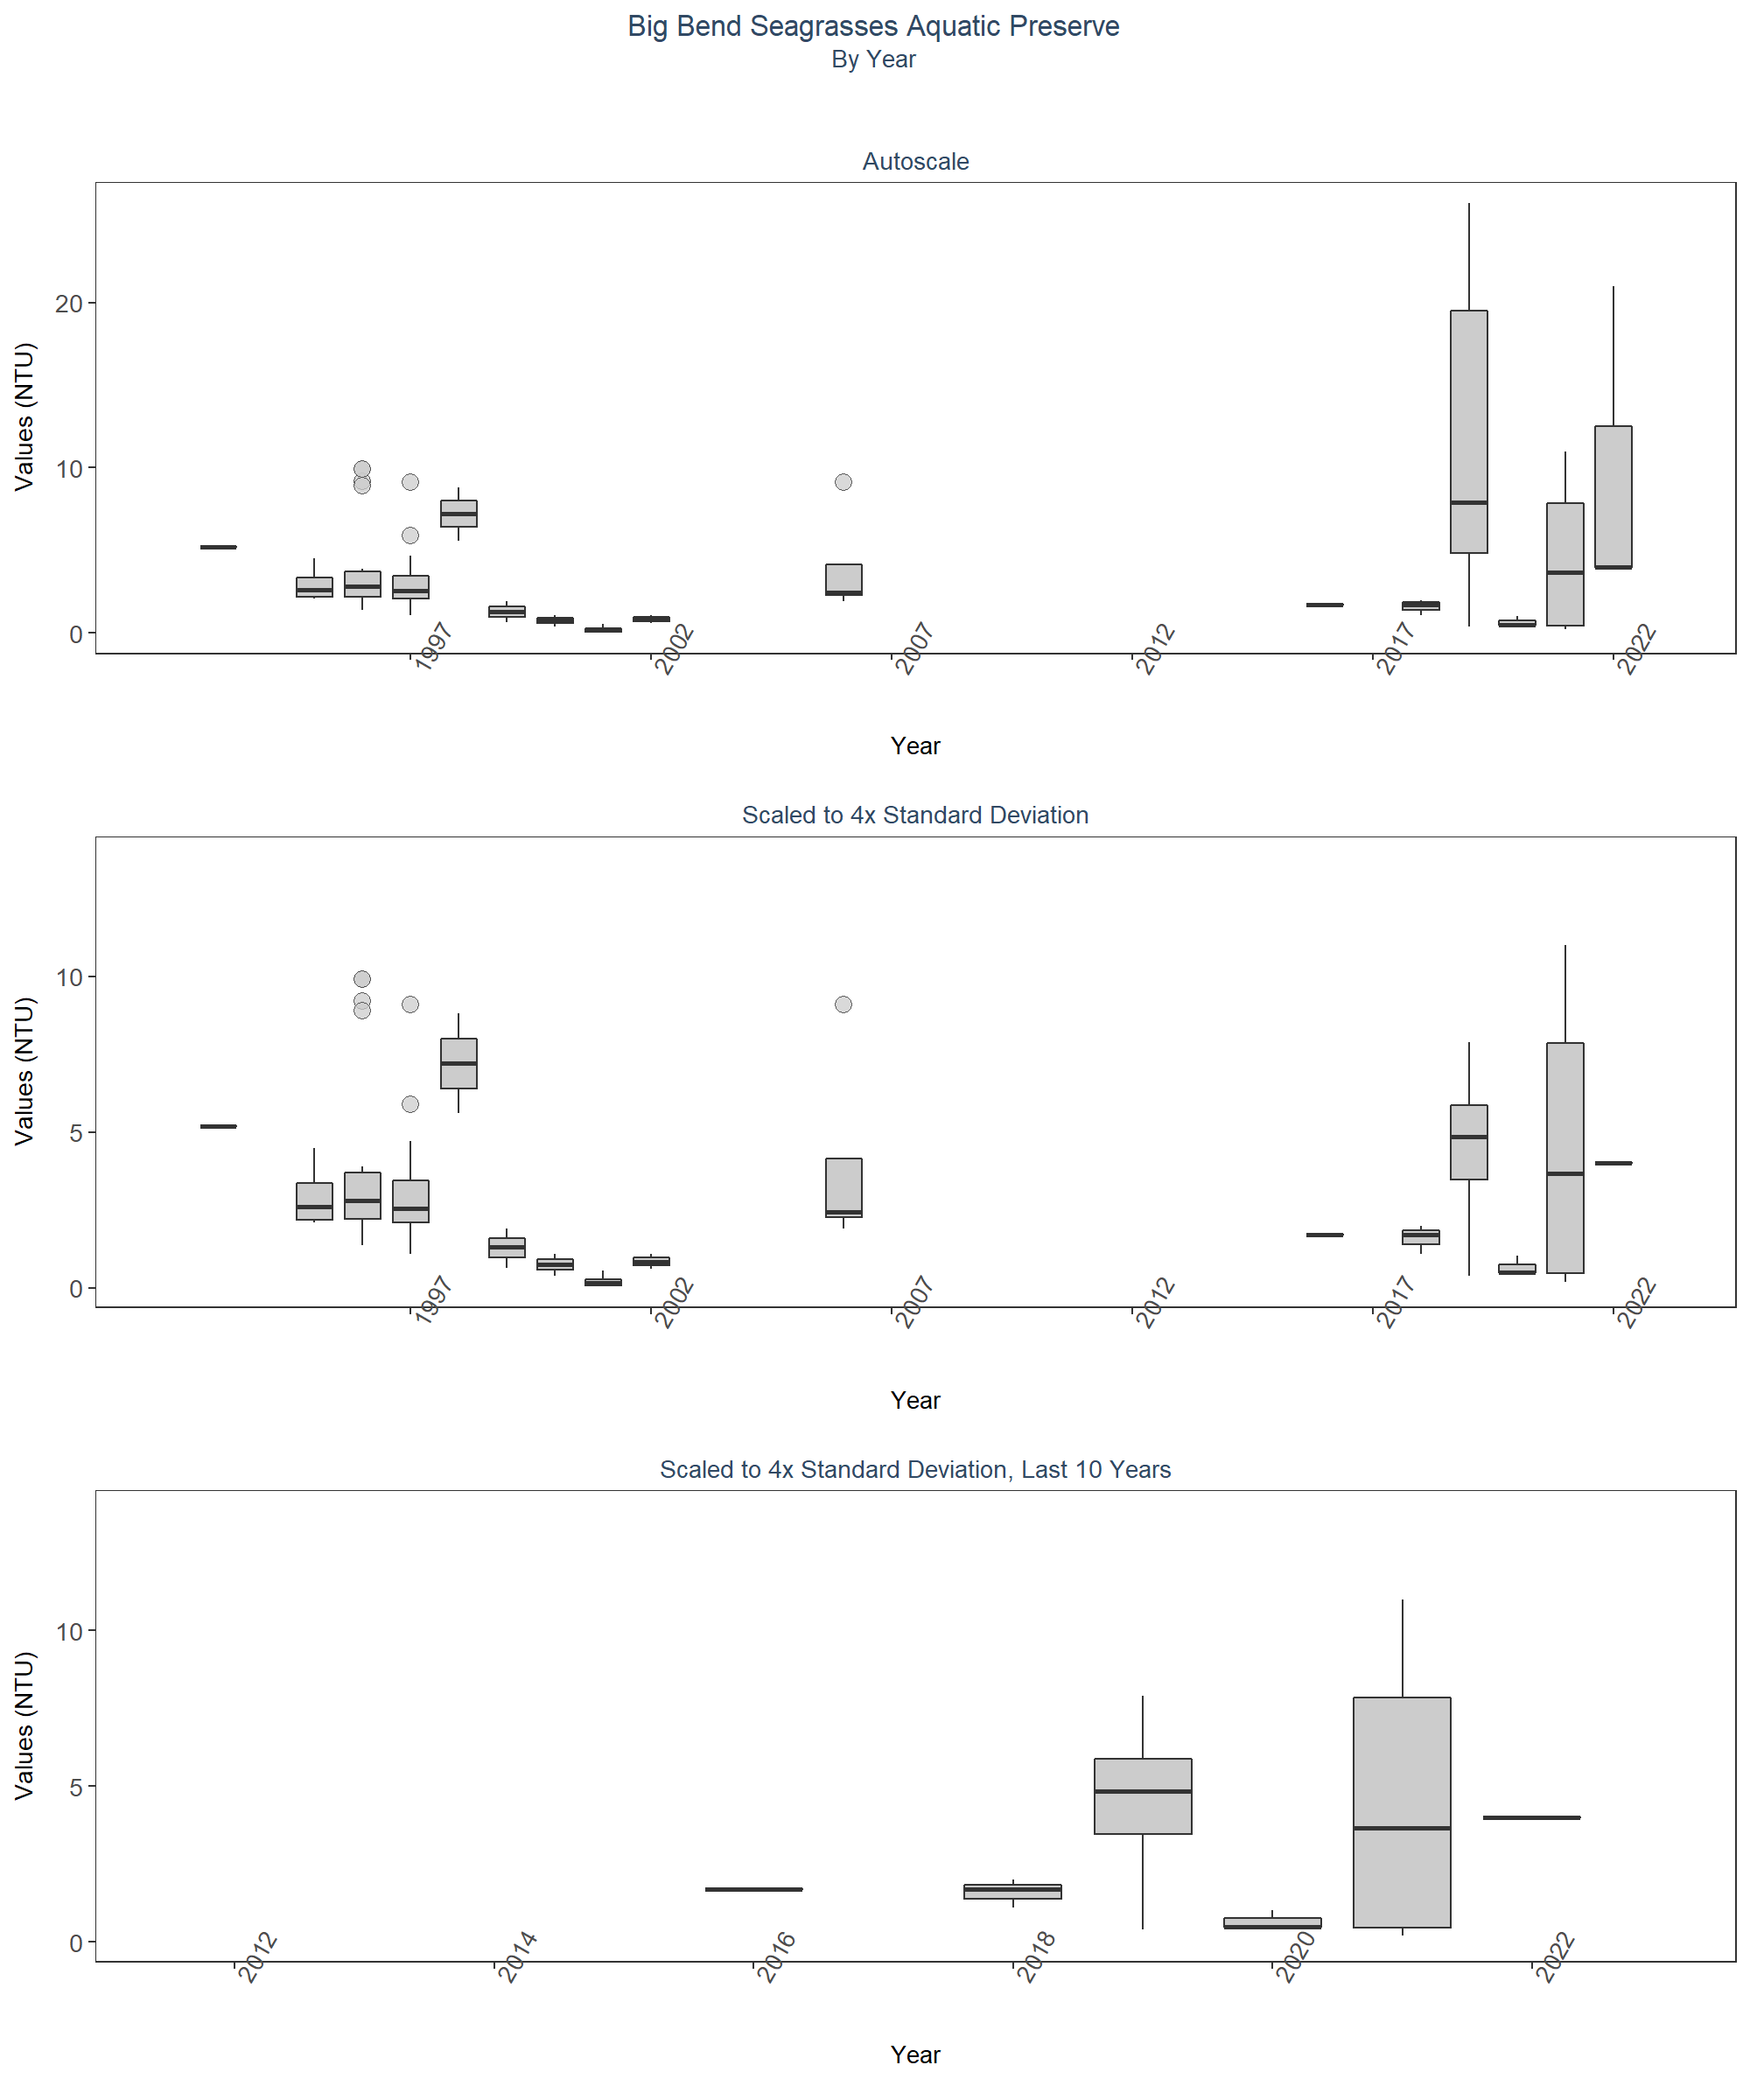 Big Bend Seagrasses Aquatic Preserve
By Year
Autoscale
Values (NTU)
20
10
0
1997
2002
2007
2012
2017
2022
Year
Scaled to 4x Standard Deviation
Values (NTU)
10
5
0
1997
2002
2007
2012
2017
2022
Year
Scaled to 4x Standard Deviation, Last 10 Years
Values (NTU)
10
5
0
2012
2014
2016
2018
2020
2022
Year